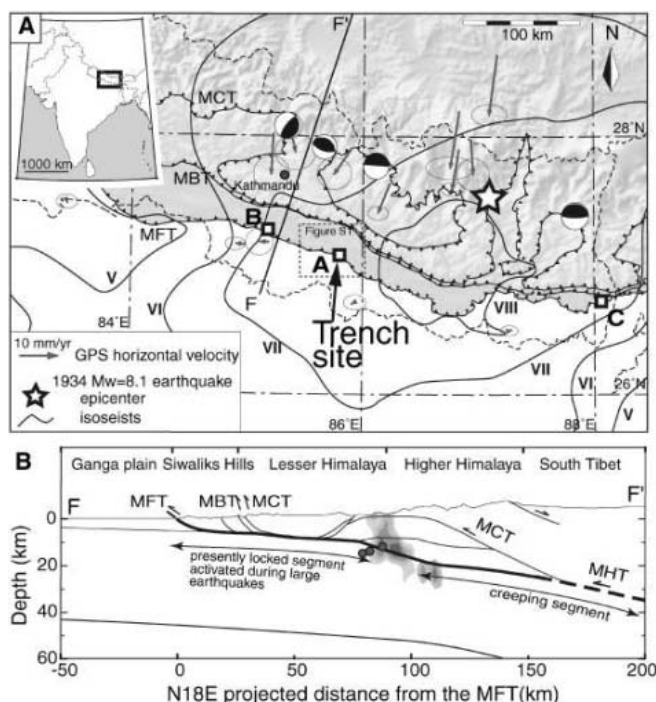 A
F'
100 km
N
MCT
28°N
1000 km
MBT
Kathmandu
B
Figure S1
MFT
A
V
F
VIII
C
84°E
VI
Trench
site
10 mm/yr
GPS horizontal velocity
VII
VII
VI
1934 Mw=8.1 earthquake
epicenter
26°N
isoseists
86°E
88°E
V
B
Ganga plain Siwaliks Hills Lesser Himalaya Higher Himalaya South Tibet
F
MFT
MBT
MCT
F'
0
MCT
presently locked segment
activated during large
earthquakes
MHT
20
creeping segment
Depth (km)
40
60
-50 0 50 100 150 200
N18E projected distance from the MFT(km)